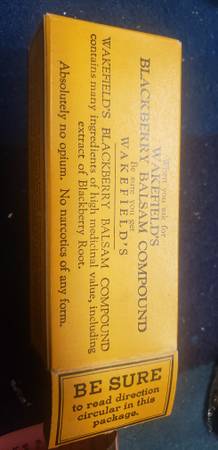 When you ask for
WAKEFIELD'S
BLACKBERRY BALSAM COMPOUND
Be sure you get
WAKEFIELD'S
WAKEFIELD'S BLACKBERRY BALSAM COMPOUND
contains many ingredients of high medicinal value, including
extract of Blackberry Root.
Absolutely no opium. No narcotics of any form.
BE SURE
to read direction
circular in this
package.